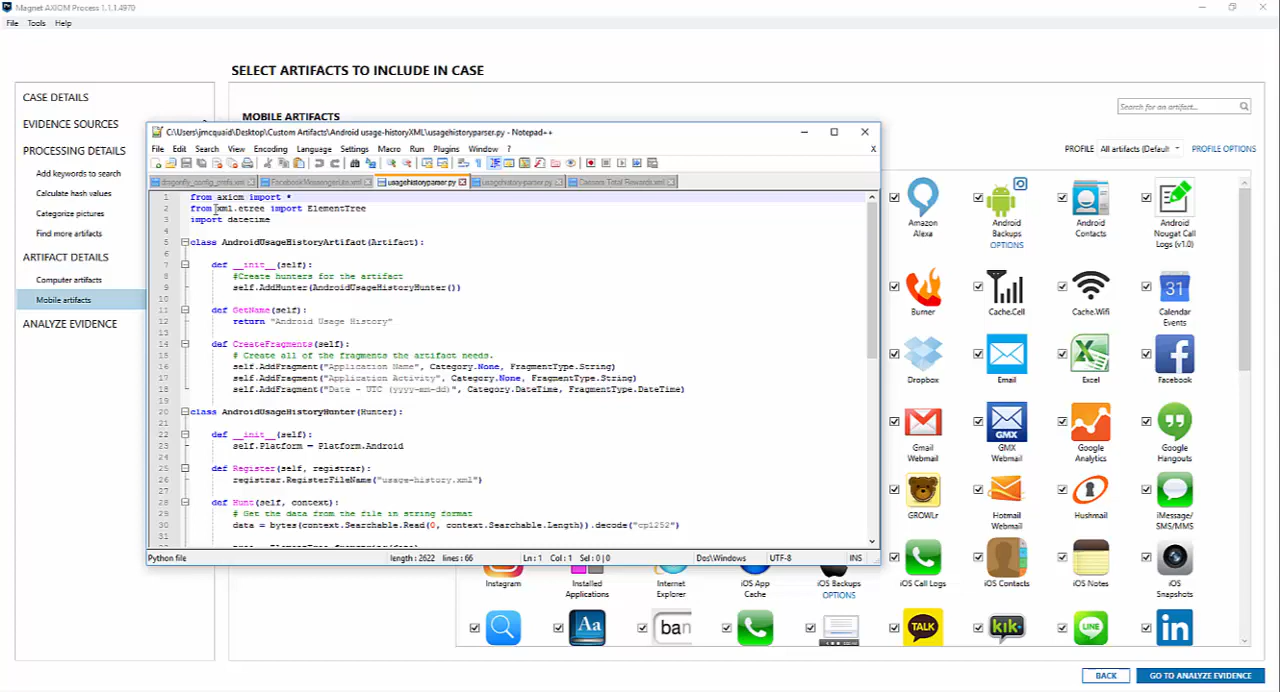 Magnet AXIOM Process 1.1.1.4970
File Tools Help
SELECT ARTIFACTS TO INCLUDE IN CASE
CASE DETAILS
EVIDENCE SOURCES
PROCESSING DETAILS
Add keywords to search
Calculate hash values
Categorize pictures
Find more artifacts
ARTIFACT DETAILS
Computer artifacts
Mobile artifacts
ANALYZE EVIDENCE
MOBILE ARTIFACTS
Search for an artifact...
PROFILE All artifacts (Default
PROFILE OPTIONS
C:\Users\jmcquaid\Desktop\Custom Artifacts\Android usage-historyXML\usagehistoryparser.py - Notepad++
File Edit Search View Encoding Language Settings Macro Run Plugins Window ?
X
dragonfly_config_prefs.xml
FacebookMessengerLite.xml
usagehistoryparser.py
usagehistory-parser.py
Caesars Total Rewards.xml
1 from axiom import *
2 from xml.etree import ElementTree
3 import datetime
4
5 class AndroidUsageHistoryArtifact(Artifact):
6
7 def __init__(self):
8 #Create hunters for the artifact
9 self.AddHunter(AndroidUsageHistoryHunter())
10
11 def GetName(self):
12 return "Android Usage History"
13
14 def CreateFragments(self):
15 # Create all of the fragments the artifact needs.
16 self.AddFragment("Application Name", Category.None, FragmentType.String)
17 self.AddFragment("Application Activity", Category.None, FragmentType.String)
18 self.AddFragment("Date - UTC (yyyy-mm-dd)", Category.DateTime, FragmentType.DateTime)
19
20 class AndroidUsageHistoryHunter(Hunter):
21
22 def __init__(self):
23 self.Platform = Platform.Android
24
25 def Register(self, registrar):
26 registrar.RegisterFileName("usage-history.xml")
27
28 def Hunt(self, context):
29 # Get the data from the file in string format
30 data = bytes(context.Searchable.Read(0, context.Searchable.Length)).decode("cp1252")
31
Python file
length : 2622 lines : 66
Ln : 1 Col : 1 Sel : 0 | 0
Dos\Windows
UTF-8
INS
Amazon Alexa
Android Backups
OPTIONS
Android Contacts
Android Nougat Call Logs (v1.0)
Burner
Cache.Cell
Cache.Wifi
31
Calendar Events
Dropbox
Email
Excel
Facebook
Gmail Webmail
GMX
GMX Webmail
Google Analytics
Google Hangouts
GROWLr
Hotmail Webmail
Hushmail
iMessage/ SMS/MMS
Instagram
Installed Applications
Internet Explorer
iOS App Cache
iOS Backups
OPTIONS
iOS Call Logs
iOS Contacts
iOS Notes
iOS Snapshots
Aa
ban
TALK
kik
LINE
in
BACK
GO TO ANALYZE EVIDENCE